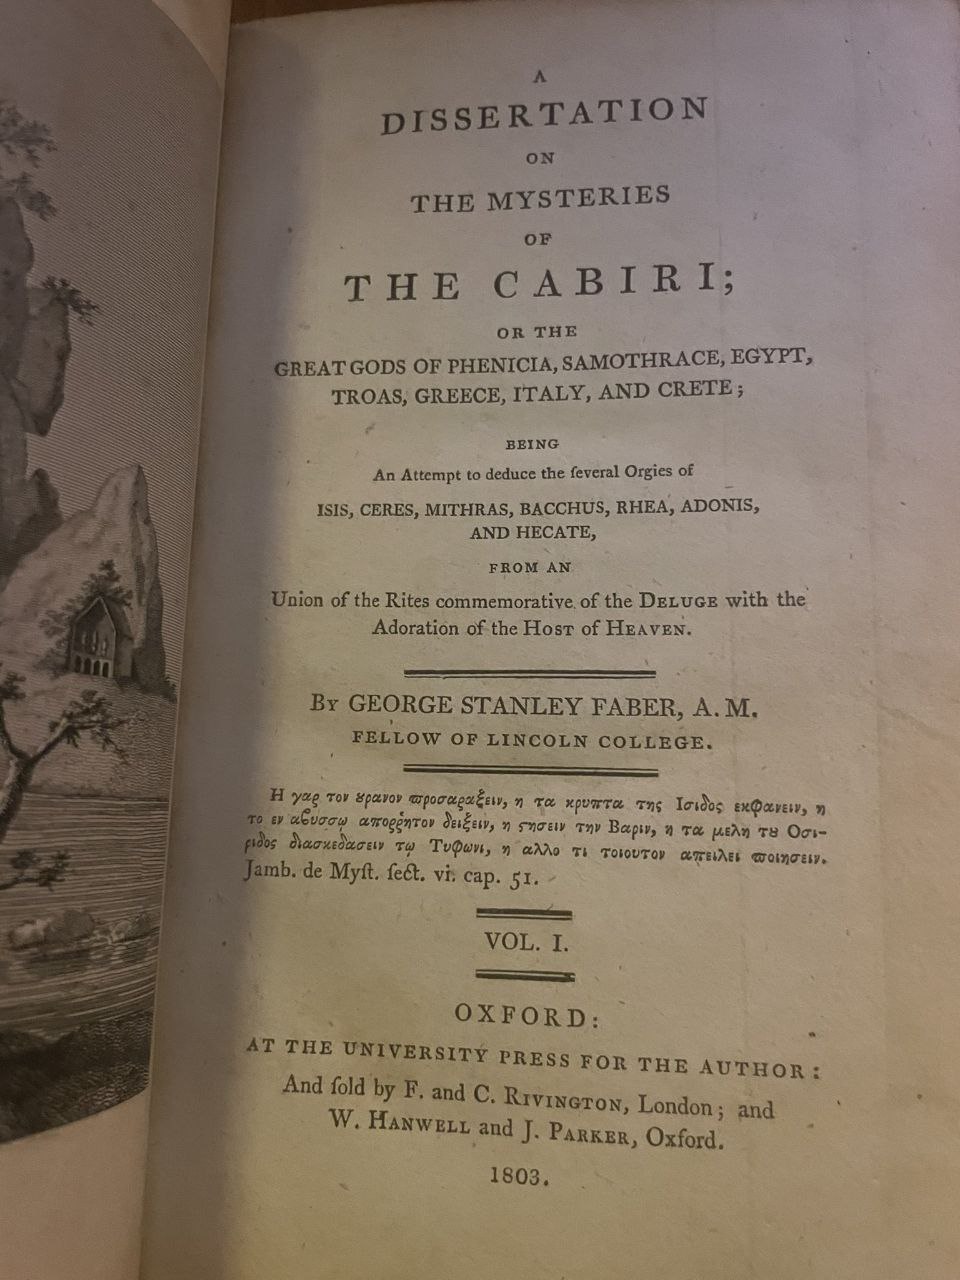 A
DISSERTATION
ON
THE MYSTERIES
OF
THE CABIRI;
OR THE
GREAT GODS OF PHENICIA, SAMOTHRACE, EGYPT,
TROAS, GREECE, ITALY, AND CRETE;
BEING
An Attempt to deduce the ſeveral Orgies of
ISIS, CERES, MITHRAS, BACCHUS, RHEA, ADONIS,
AND HECATE,
FROM AN
Union of the Rites commemorative of the DELUGE with the
Adoration of the HOST of HEAVEN.
By GEORGE STANLEY FABER, A. M.
FELLOW OF LINCOLN COLLEGE.
Η γαρ τον ȣρανον ϖροσαραξειν, η τα κρυπτα της Ισιδος εκφανειν, η
το εν αϐυσσῳ απορῤητον δειξειν, η ϛησειν την Βαριν, η τα μελη τȣ Οσι-
ριδος διασκεδασειν τῳ Τυφωνι, η αλλο τι τοιουτον απειλει ϖοιησειν.
Jamb. de Myſt. ſect. vi. cap. 51.
VOL. I.
OXFORD:
AT THE UNIVERSITY PRESS FOR THE AUTHOR:
And ſold by F. and C. RIVINGTON, London; and
W. HANWELL and J. PARKER, Oxford.
1803.